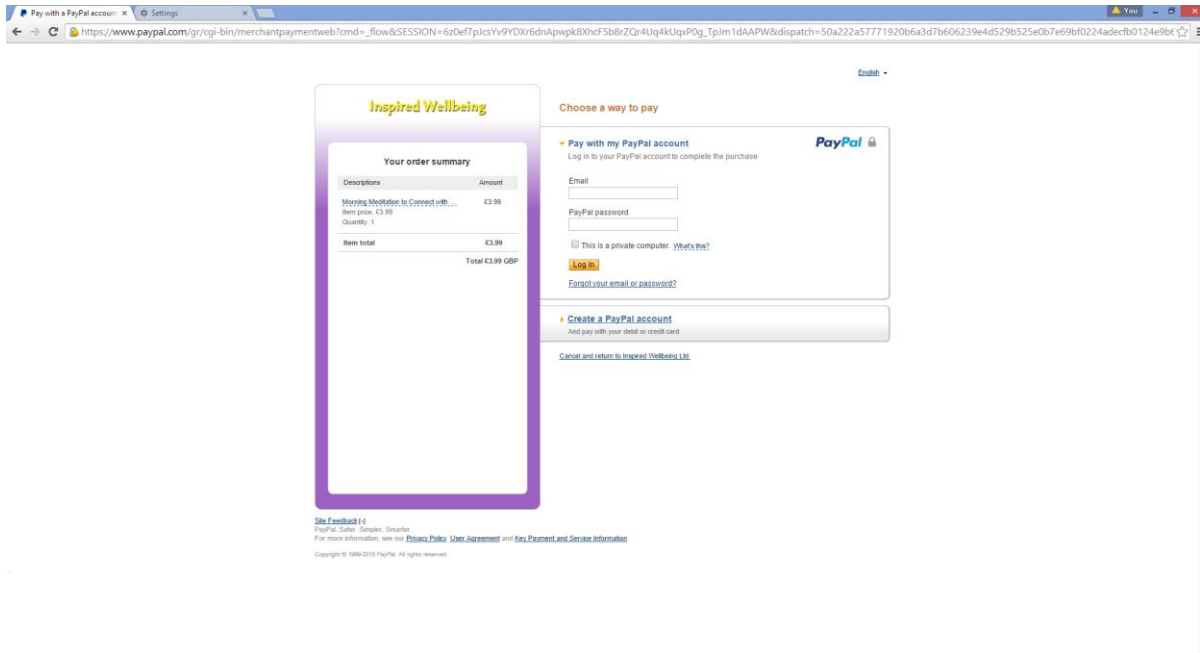 Pay with a PayPal accoun
Settings
You
https://www.paypal.com/gr/cgi-bin/merchantpaymentweb?cmd=_flow&SESSION=6z0ef7pJcsYv9YDXr6dnApwpk8XhcF5b8rZQr4Uq4kUqxP0g_TpJm1dAAPW&dispatch=50a222a57771920b6a3d7b606239e4d529b525e0b7e69bf0224adecfb0124e9b6
English
Inspired Wellbeing
Choose a way to pay
Your order summary
Descriptions Amount
Morning Meditation to Connect with ... £3.99
Item price: £3.99
Quantity: 1
Item total £3.99
Total £3.99 GBP
Pay with my PayPal account
PayPal
Log in to your PayPal account to complete the purchase
Email
PayPal password
This is a private computer. What's this?
Log In
Forgot your email or password?
Create a PayPal account
And pay with your debit or credit card
Cancel and return to Inspired Wellbeing Ltd.
Site Feedback [-]
PayPal. Safer. Simpler. Smarter.
For more information, see our Privacy Policy, User Agreement and Key Payment and Service Information.
Copyright © 1999-2015 PayPal. All rights reserved.